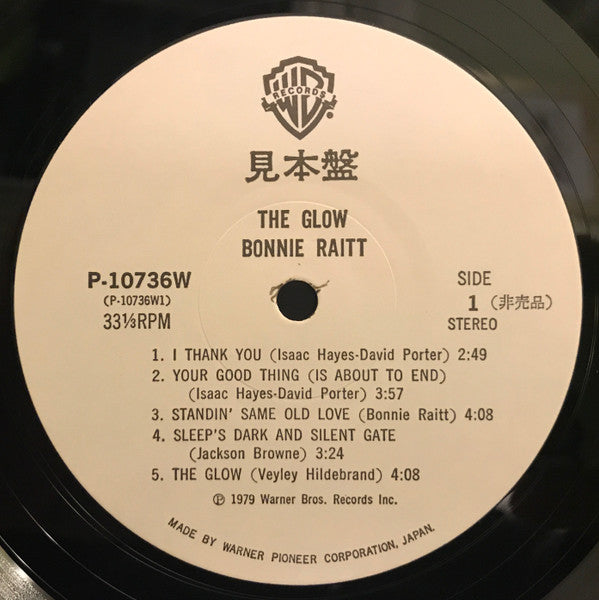 WB
RECORDS
®
見本盤
THE GLOW
BONNIE RAITT
P-10736W
(P-10736W1)
33⅓RPM
SIDE
1 (非売品)
STEREO
1. I THANK YOU (Isaac Hayes-David Porter) 2:49
2. YOUR GOOD THING (IS ABOUT TO END)
(Isaac Hayes-David Porter) 3:57
3. STANDIN' SAME OLD LOVE (Bonnie Raitt) 4:08
4. SLEEP'S DARK AND SILENT GATE
(Jackson Browne) 3:24
5. THE GLOW (Veyley Hildebrand) 4:08
℗ 1979 Warner Bros. Records Inc.
MADE BY WARNER PIONEER CORPORATION, JAPAN.